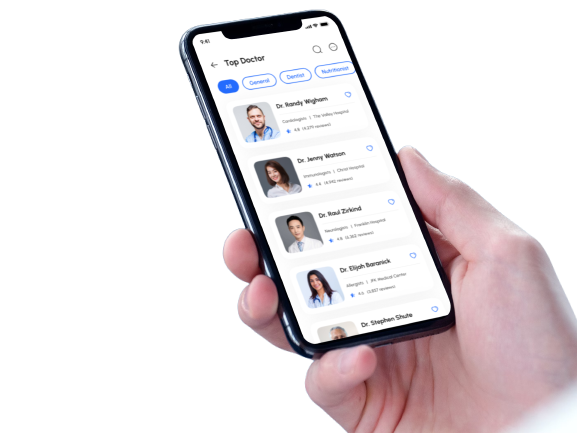 9:41
Top Doctor
All
General
Dentist
Nutritionist
Dr. Randy Wigham
Cardiologists | The Valley Hospital
4.8 (4,279 reviews)
Dr. Jenny Watson
Immunologists | Christ Hospital
4.4 (4,942 reviews)
Dr. Raul Zirkind
Neurologists | Franklin Hospital
4.8 (6,362 reviews)
Dr. Elijah Baranick
Allergists | JFK Medical Center
4.6 (3,837 reviews)
Dr. Stephen Shute